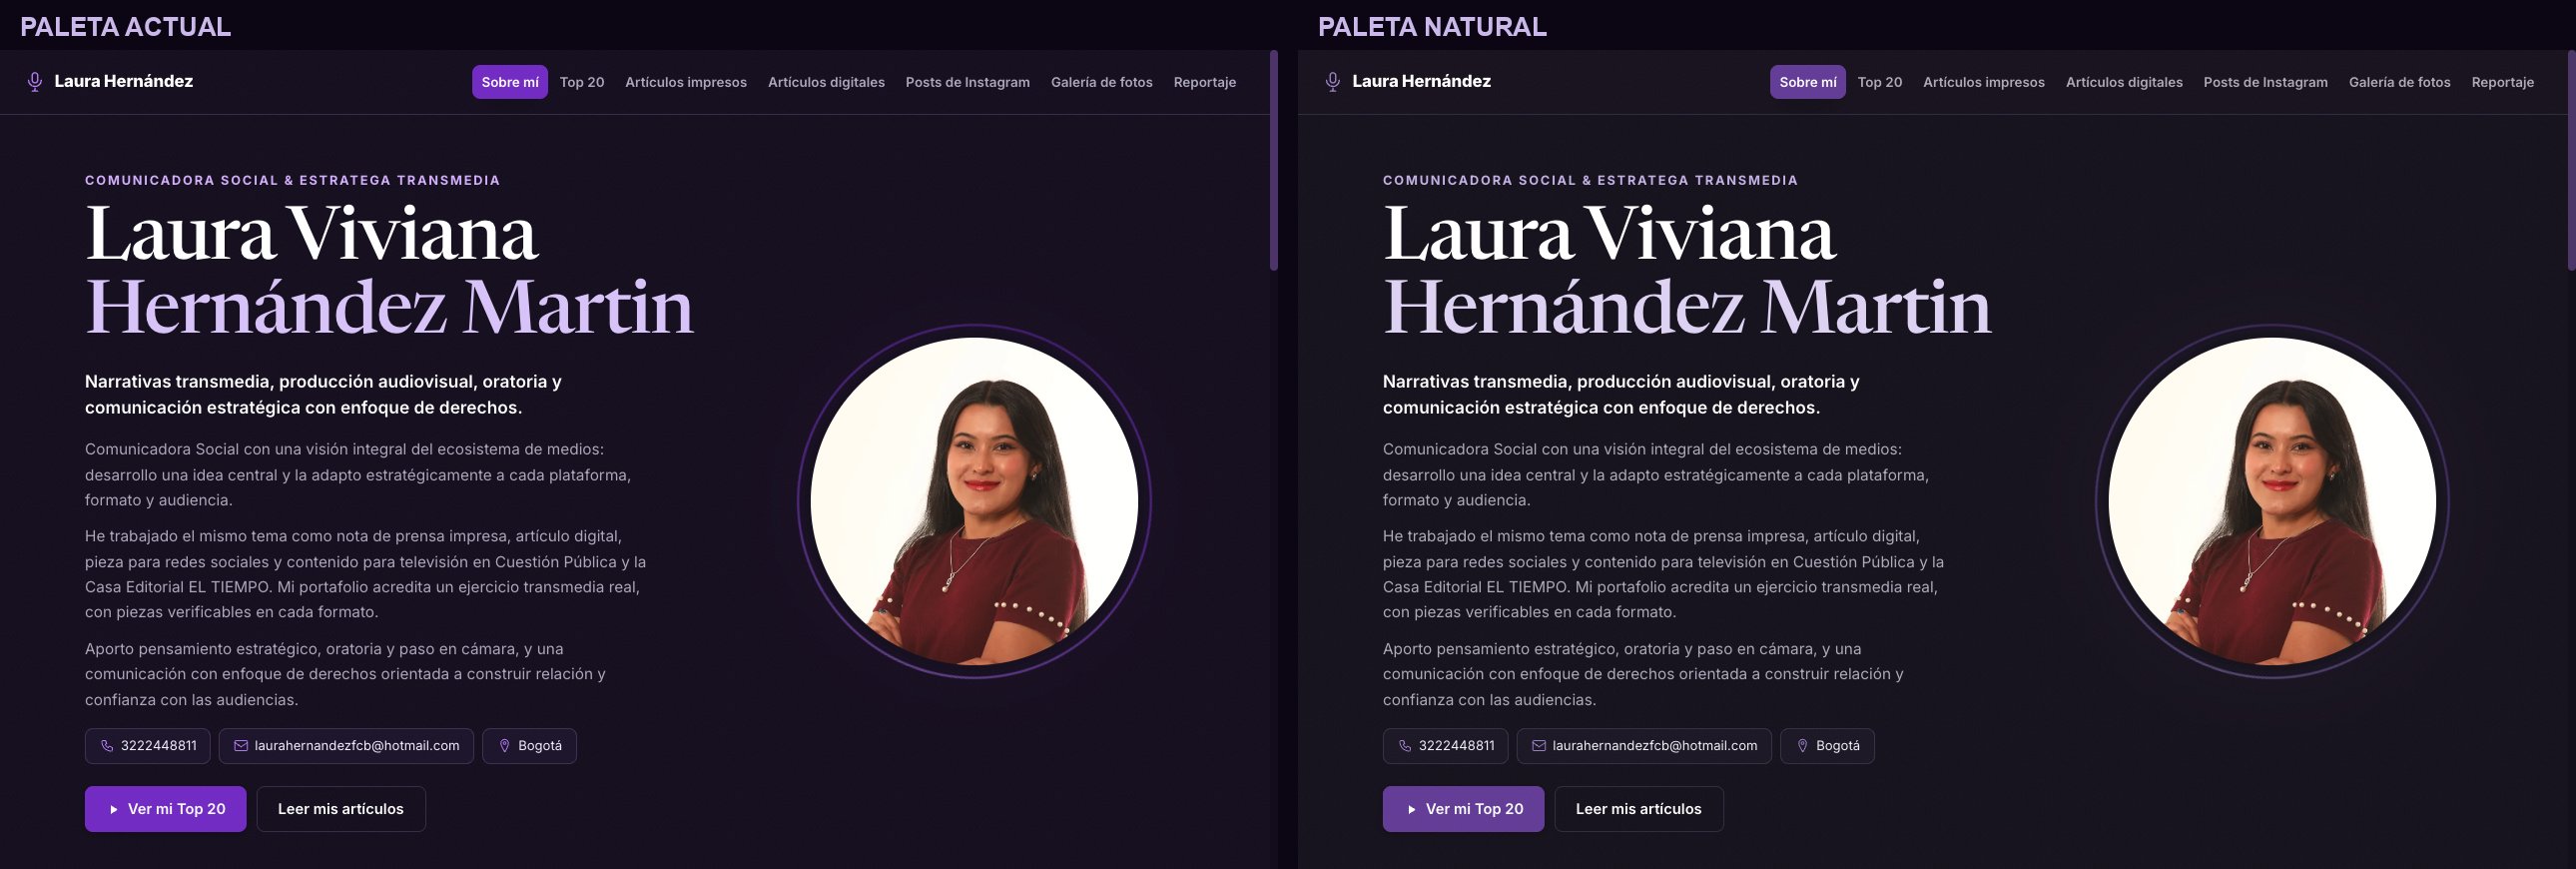 PALETA ACTUAL
Laura Hernández
Sobre mí
Top 20
Artículos impresos
Artículos digitales
Posts de Instagram
Galería de fotos
Reportaje
COMUNICADORA SOCIAL & ESTRATEGA TRANSMEDIA
Laura Viviana
Hernández Martin
Narrativas transmedia, producción audiovisual, oratoria y
comunicación estratégica con enfoque de derechos.
Comunicadora Social con una visión integral del ecosistema de medios:
desarrollo una idea central y la adapto estratégicamente a cada plataforma,
formato y audiencia.
He trabajado el mismo tema como nota de prensa impresa, artículo digital,
pieza para redes sociales y contenido para televisión en Cuestión Pública y la
Casa Editorial EL TIEMPO. Mi portafolio acredita un ejercicio transmedia real,
con piezas verificables en cada formato.
Aporto pensamiento estratégico, oratoria y paso en cámara, y una
comunicación con enfoque de derechos orientada a construir relación y
confianza con las audiencias.
3222448811
laurahernandezfcb@hotmail.com
Bogotá
Ver mi Top 20
Leer mis artículos
PALETA NATURAL
Laura Hernández
Sobre mí
Top 20
Artículos impresos
Artículos digitales
Posts de Instagram
Galería de fotos
Reportaje
COMUNICADORA SOCIAL & ESTRATEGA TRANSMEDIA
Laura Viviana
Hernández Martin
Narrativas transmedia, producción audiovisual, oratoria y
comunicación estratégica con enfoque de derechos.
Comunicadora Social con una visión integral del ecosistema de medios:
desarrollo una idea central y la adapto estratégicamente a cada plataforma,
formato y audiencia.
He trabajado el mismo tema como nota de prensa impresa, artículo digital,
pieza para redes sociales y contenido para televisión en Cuestión Pública y la
Casa Editorial EL TIEMPO. Mi portafolio acredita un ejercicio transmedia real,
con piezas verificables en cada formato.
Aporto pensamiento estratégico, oratoria y paso en cámara, y una
comunicación con enfoque de derechos orientada a construir relación y
confianza con las audiencias.
3222448811
laurahernandezfcb@hotmail.com
Bogotá
Ver mi Top 20
Leer mis artículos